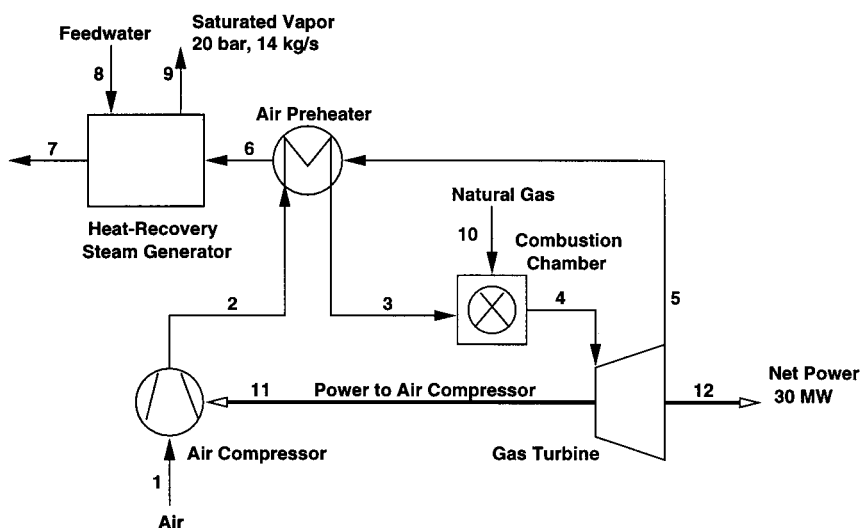 Saturated Vapor
20 bar, 14 kg/s
Feedwater
8
9
Air Preheater
7
6
Natural Gas
10
Combustion
Chamber
Heat-Recovery
Steam Generator
2
3
4
5
11
Power to Air Compressor
12
Net Power
30 MW
Air Compressor
Gas Turbine
1
Air